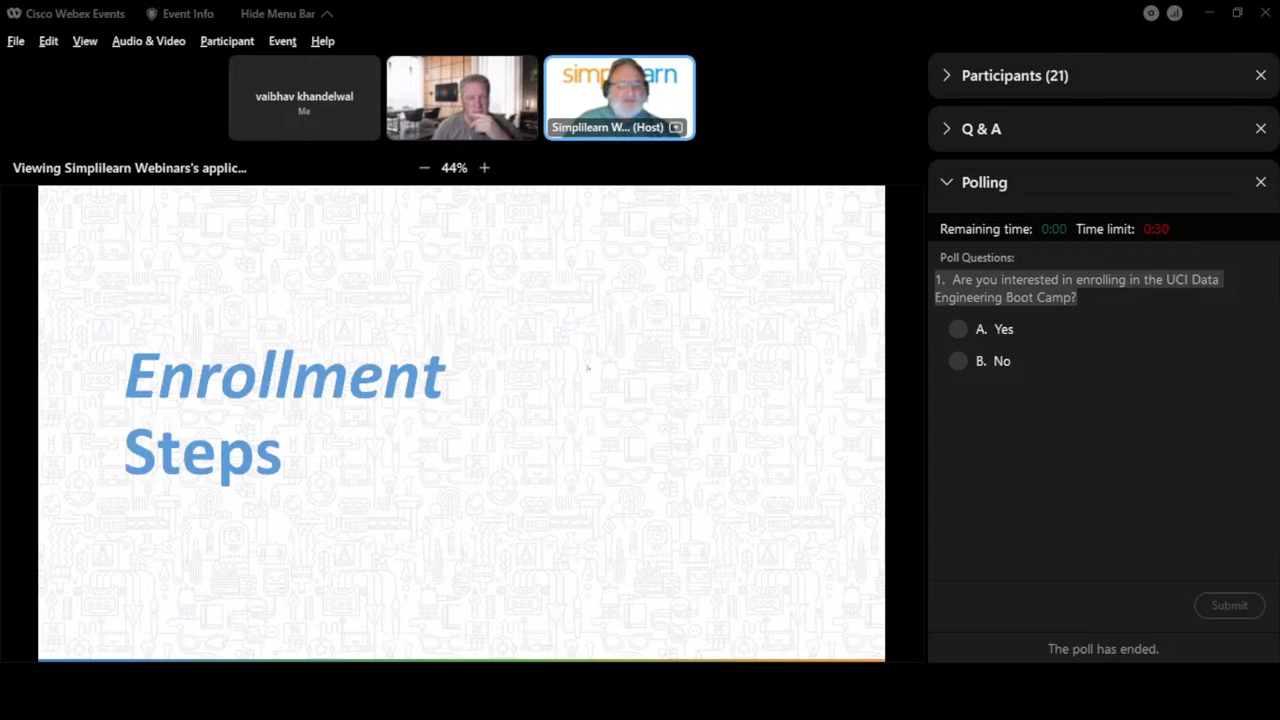 Cisco Webex Events
Event Info
Hide Menu Bar
File Edit View Audio & Video Participant Event Help
vaibhav khandelwal
Me
simplilearn
Simplilearn W... (Host)
Participants (21)
Q & A
Viewing Simplilearn Webinars's applic...
44%
Polling
Remaining time: 0:00 Time limit: 0:30
Poll Questions:
1. Are you interested in enrolling in the UCI Data
Engineering Boot Camp?
A. Yes
B. No
Enrollment
Steps
Submit
The poll has ended.